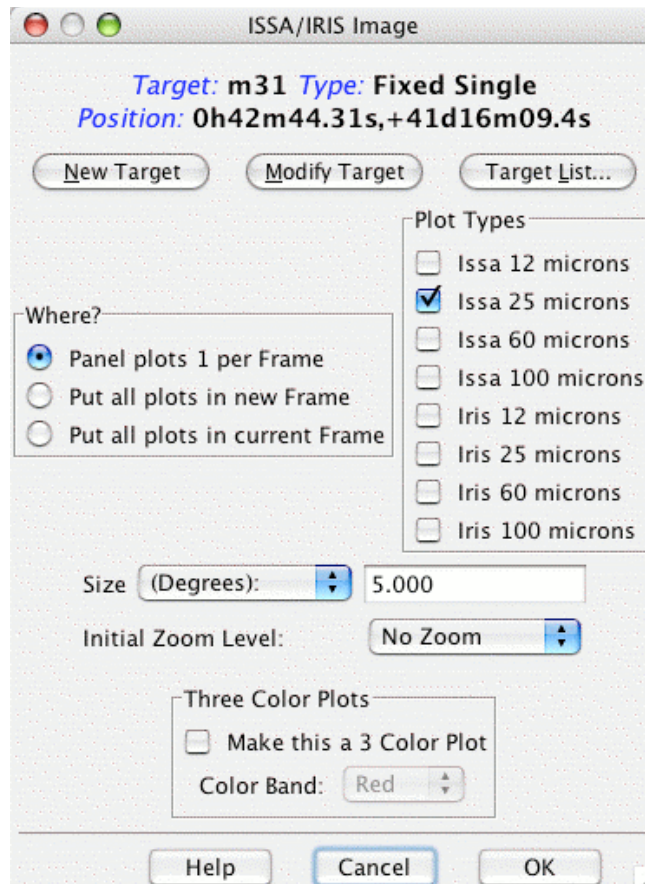 ISSA/IRIS Image
Target: m31 Type: Fixed Single
Position: 0h42m44.31s,+41d16m09.4s
New Target
Modify Target
Target List...
Where?
Panel plots 1 per Frame
Put all plots in new Frame
Put all plots in current Frame
Plot Types
Issa 12 microns
Issa 25 microns
Issa 60 microns
Issa 100 microns
Iris 12 microns
Iris 25 microns
Iris 60 microns
Iris 100 microns
Size (Degrees): 5.000
Initial Zoom Level: No Zoom
Three Color Plots
Make this a 3 Color Plot
Color Band: Red
Help
Cancel
OK